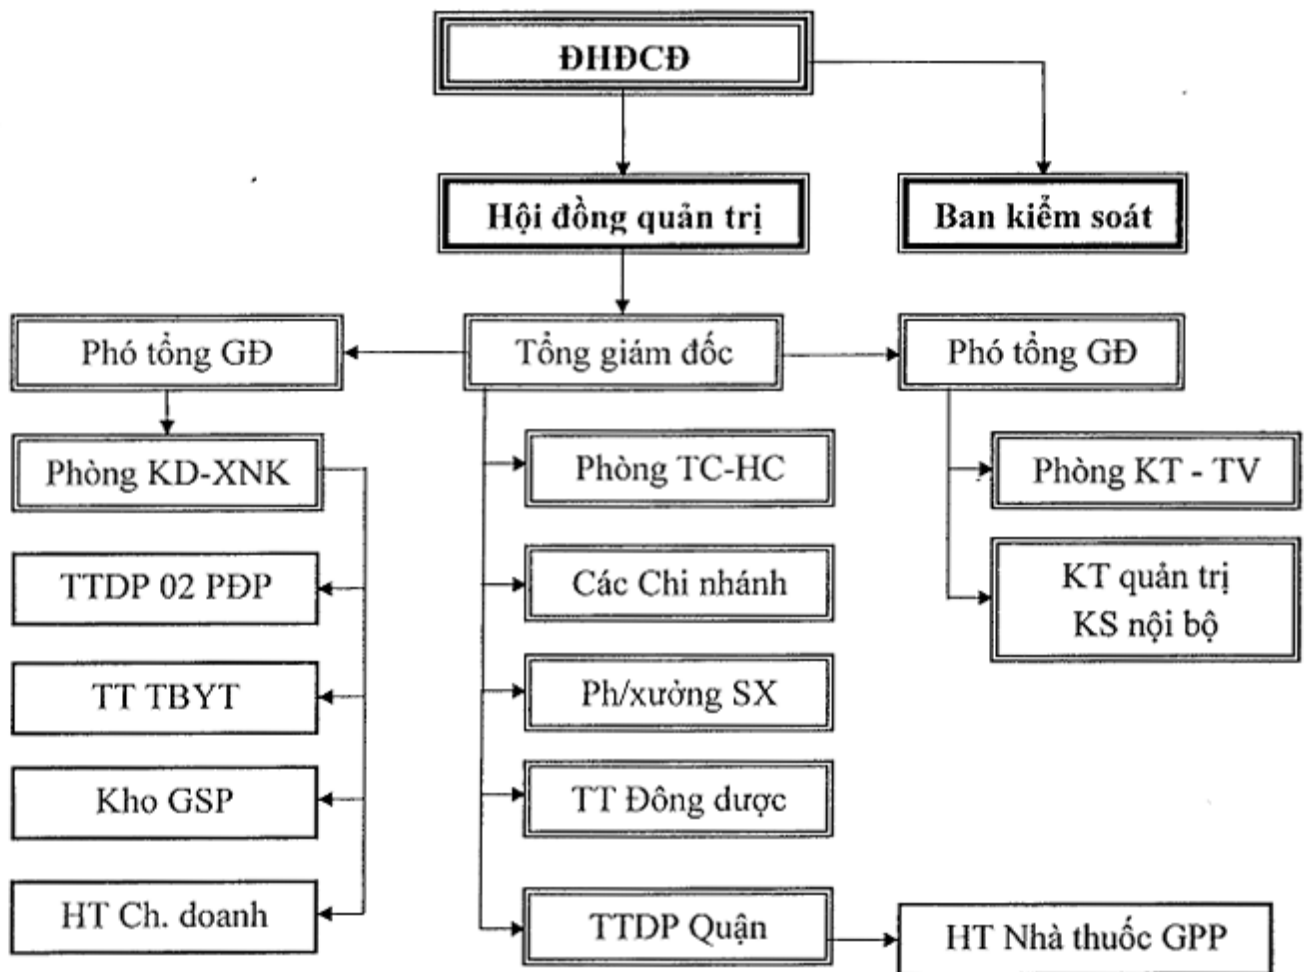 ĐHĐCĐ
Hội đồng quản trị
Ban kiểm soát
Phó tổng GĐ
Tổng giám đốc
Phó tổng GĐ
Phòng KD-XNK
Phòng TC-HC
Phòng KT - TV
TTDP 02 PĐP
Các Chi nhánh
KT quản trị
KS nội bộ
TT TBYT
Ph/xưởng SX
Kho GSP
TT Đông dược
HT Ch. doanh
TTDP Quận
HT Nhà thuốc GPP